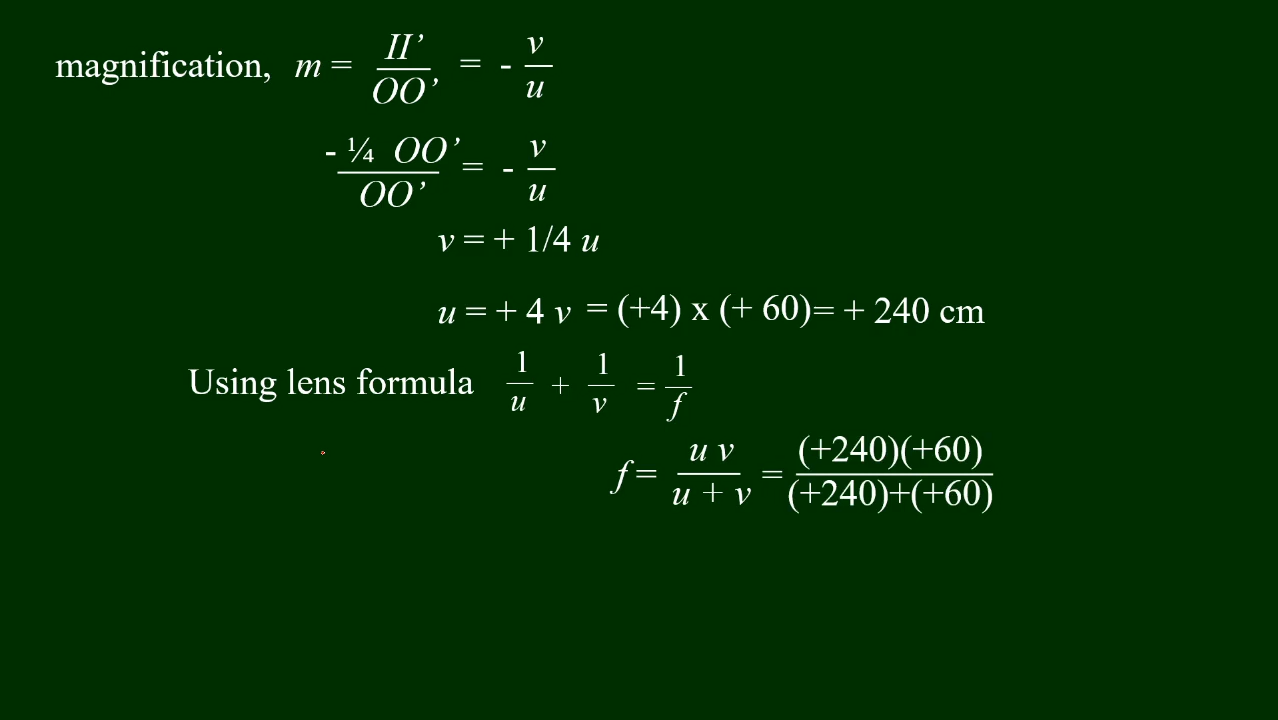 magnification, m = II’/OO’ = - v/u
- ¼ OO’/OO’ = - v/u
v = + 1/4 u
u = + 4 v = (+4) x (+ 60)= + 240 cm
Using lens formula 1/u + 1/v = 1/f
f = u v/u + v = (+240)(+60)/(+240)+(+60)